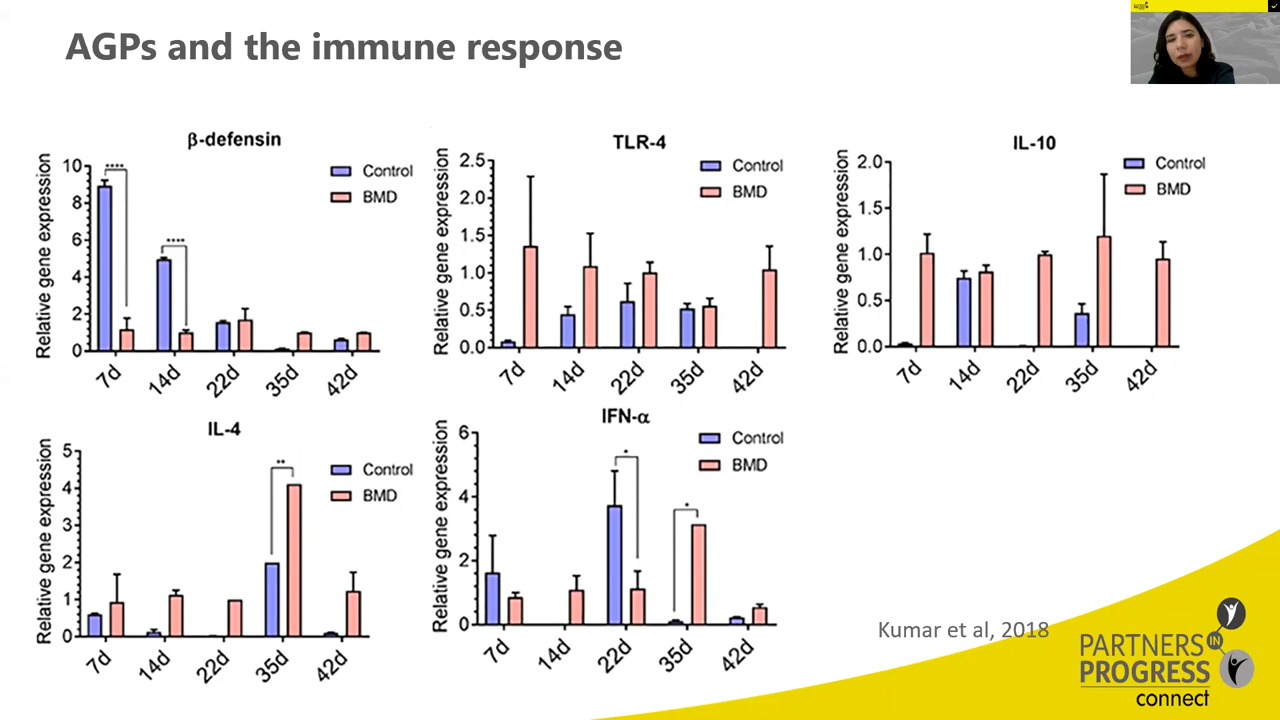 AGPs and the immune response
β-defensin
Relative gene expression
10
8
6
4
2
0
****
****
Control
BMD
7d
14d
22d
35d
42d
TLR-4
Relative gene expression
2.5
2.0
1.5
1.0
0.5
0.0
Control
BMD
7d
14d
22d
35d
42d
IL-10
Relative gene expression
2.0
1.5
1.0
0.5
0.0
Control
BMD
7d
14d
22d
35d
42d
IL-4
Relative gene expression
5
4
3
2
1
0
**
Control
BMD
7d
14d
22d
35d
42d
IFN-α
Relative gene expression
6
4
2
0
*
*
Control
BMD
7d
14d
22d
35d
42d
Kumar et al, 2018
PARTNERS IN
PROGRESS
connect